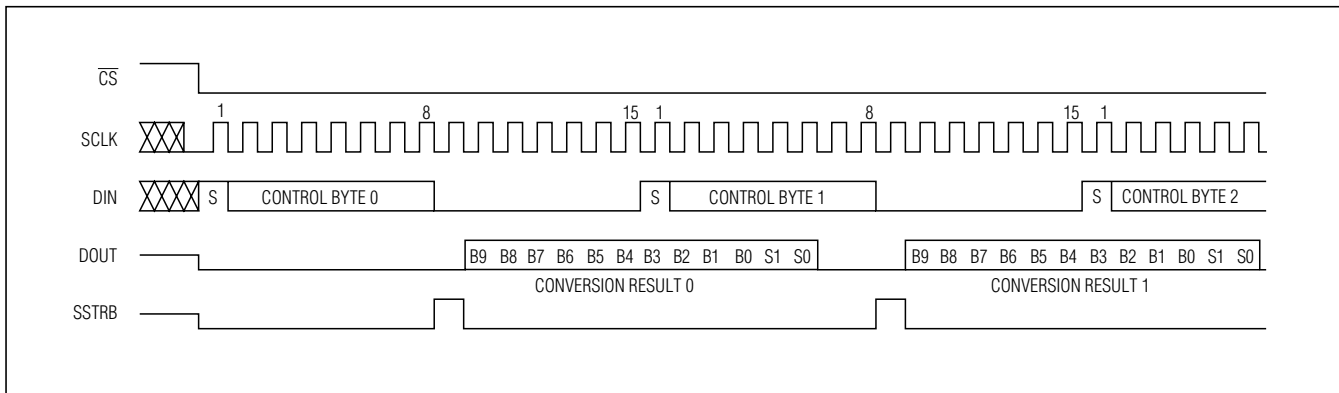 CS
1 8 15 1 8 15 1
SCLK
DIN S CONTROL BYTE 0 S CONTROL BYTE 1 S CONTROL BYTE 2
DOUT B9 B8 B7 B6 B5 B4 B3 B2 B1 B0 S1 S0 B9 B8 B7 B6 B5 B4 B3 B2 B1 B0 S1 S0
CONVERSION RESULT 0 CONVERSION RESULT 1
SSTRB